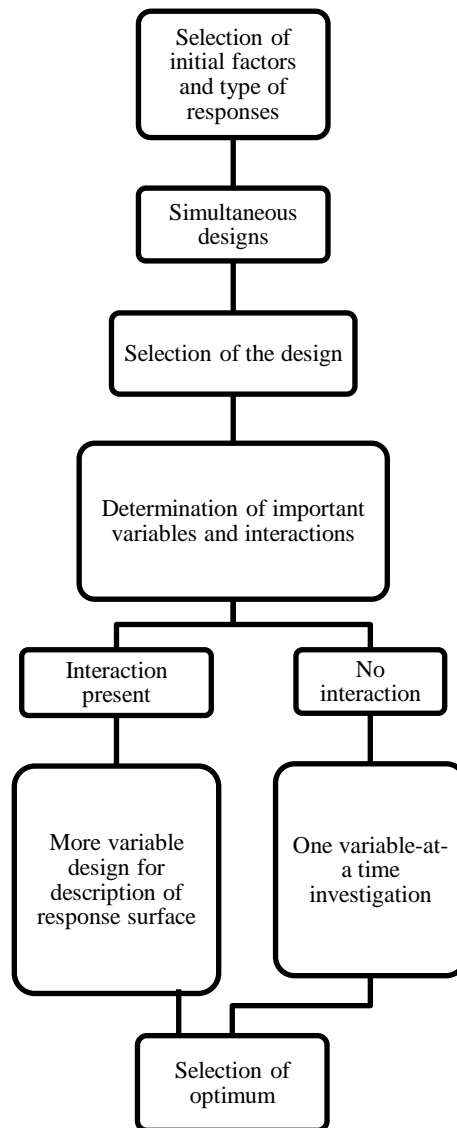 Selection of
initial factors
and type of
responses
Simultaneous
designs
Selection of the design
Determination of important
variables and interactions
Interaction
present
No
interaction
More variable
design for
description of
response surface
One variable-at-
a time
investigation
Selection of
optimum